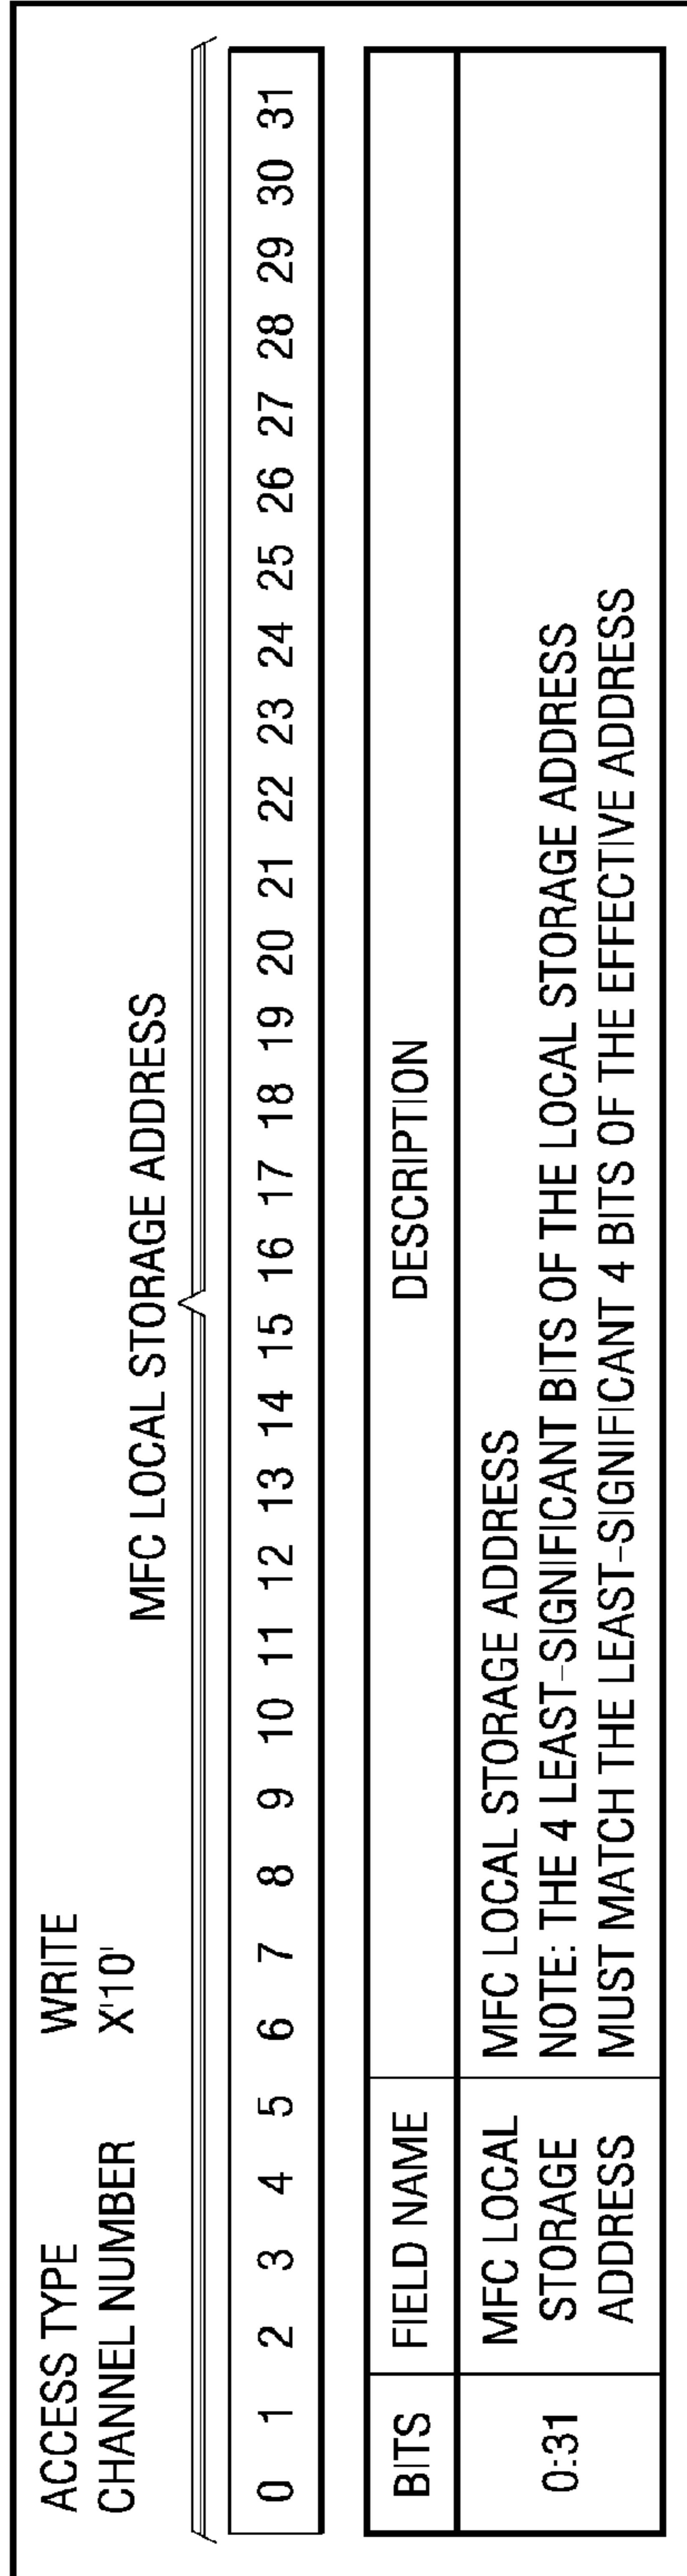 ACCESS TYPE WRITE
CHANNEL NUMBER X'10'
MFC LOCAL STORAGE ADDRESS
0 1 2 3 4 5 6 7 8 9 10 11 12 13 14 15 16 17 18 19 20 21 22 23 24 25 26 27 28 29 30 31
BITS FIELD NAME DESCRIPTION
MFC LOCAL MFC LOCAL STORAGE ADDRESS
0:31 STORAGE NOTE: THE 4 LEAST-SIGNIFICANT BITS OF THE LOCAL STORAGE ADDRESS
ADDRESS MUST MATCH THE LEAST-SIGNIFICANT 4 BITS OF THE EFFECTIVE ADDRESS